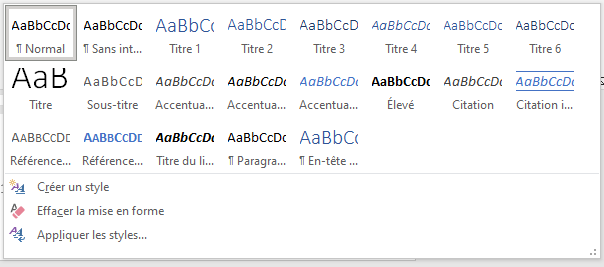 AaBbCcDc AaBbCcDc AaBbCc AaBbCcD AaBbCcD AaBbCcDc AaBbCcDc AaBbCcDc
¶ Normal ¶ Sans int... Titre 1 Titre 2 Titre 3 Titre 4 Titre 5 Titre 6
AaB AaBbCcD AaBbCcDc AaBbCcDc AaBbCcDc AaBbCcDc AaBbCcDc AaBbCcDc
Titre Sous-titre Accentua... Accentua... Accentua... Élevé Citation Citation i...
AABBCCDD AABBCCDD AaBbCcDc AaBbCcDc AaBbCc
Référence... Référence... Titre du li... ¶ Paragra... ¶ En-tête ...
Créer un style
Effacer la mise en forme
Appliquer les styles...